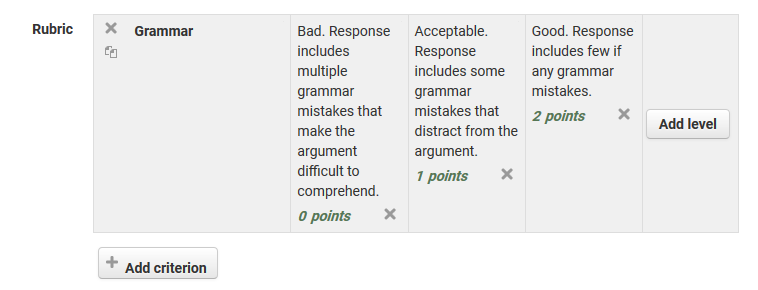 Rubric
Grammar
Bad. Response
includes
multiple
grammar
mistakes that
make the
argument
difficult to
comprehend.
0 points
Acceptable.
Response
includes some
grammar
mistakes that
distract from the
argument.
1 points
Good. Response
includes few if
any grammar
mistakes.
2 points
Add level
Add criterion